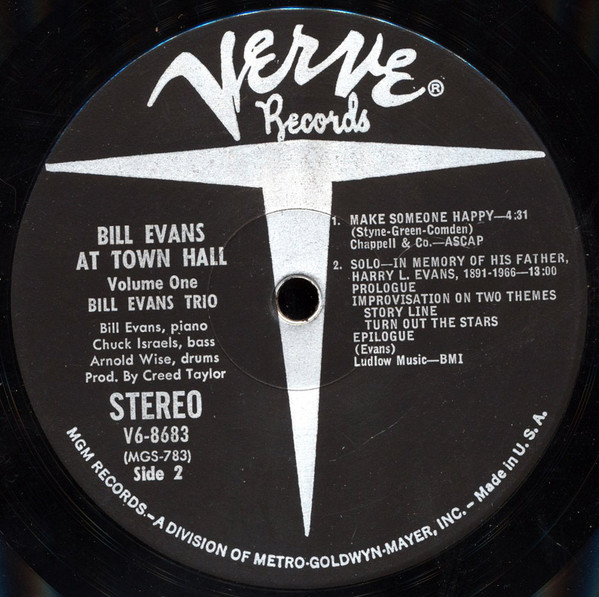 VERVE®
Records
BILL EVANS
AT TOWN HALL
Volume One
BILL EVANS TRIO
Bill Evans, piano
Chuck Israels, bass
Arnold Wise, drums
Prod. By Creed Taylor
STEREO
V6-8683
(MGS-783)
Side 2
1. MAKE SOMEONE HAPPY—4:31
(Styne-Green-Comden)
Chappell & Co.—ASCAP
2. SOLO—IN MEMORY OF HIS FATHER,
HARRY L. EVANS, 1891-1966—13:00
PROLOGUE
IMPROVISATION ON TWO THEMES
STORY LINE
TURN OUT THE STARS
EPILOGUE
(Evans)
Ludlow Music—BMI
MGM RECORDS.—A DIVISION OF METRO-GOLDWYN-MAYER, INC. – Made in U. S. A.